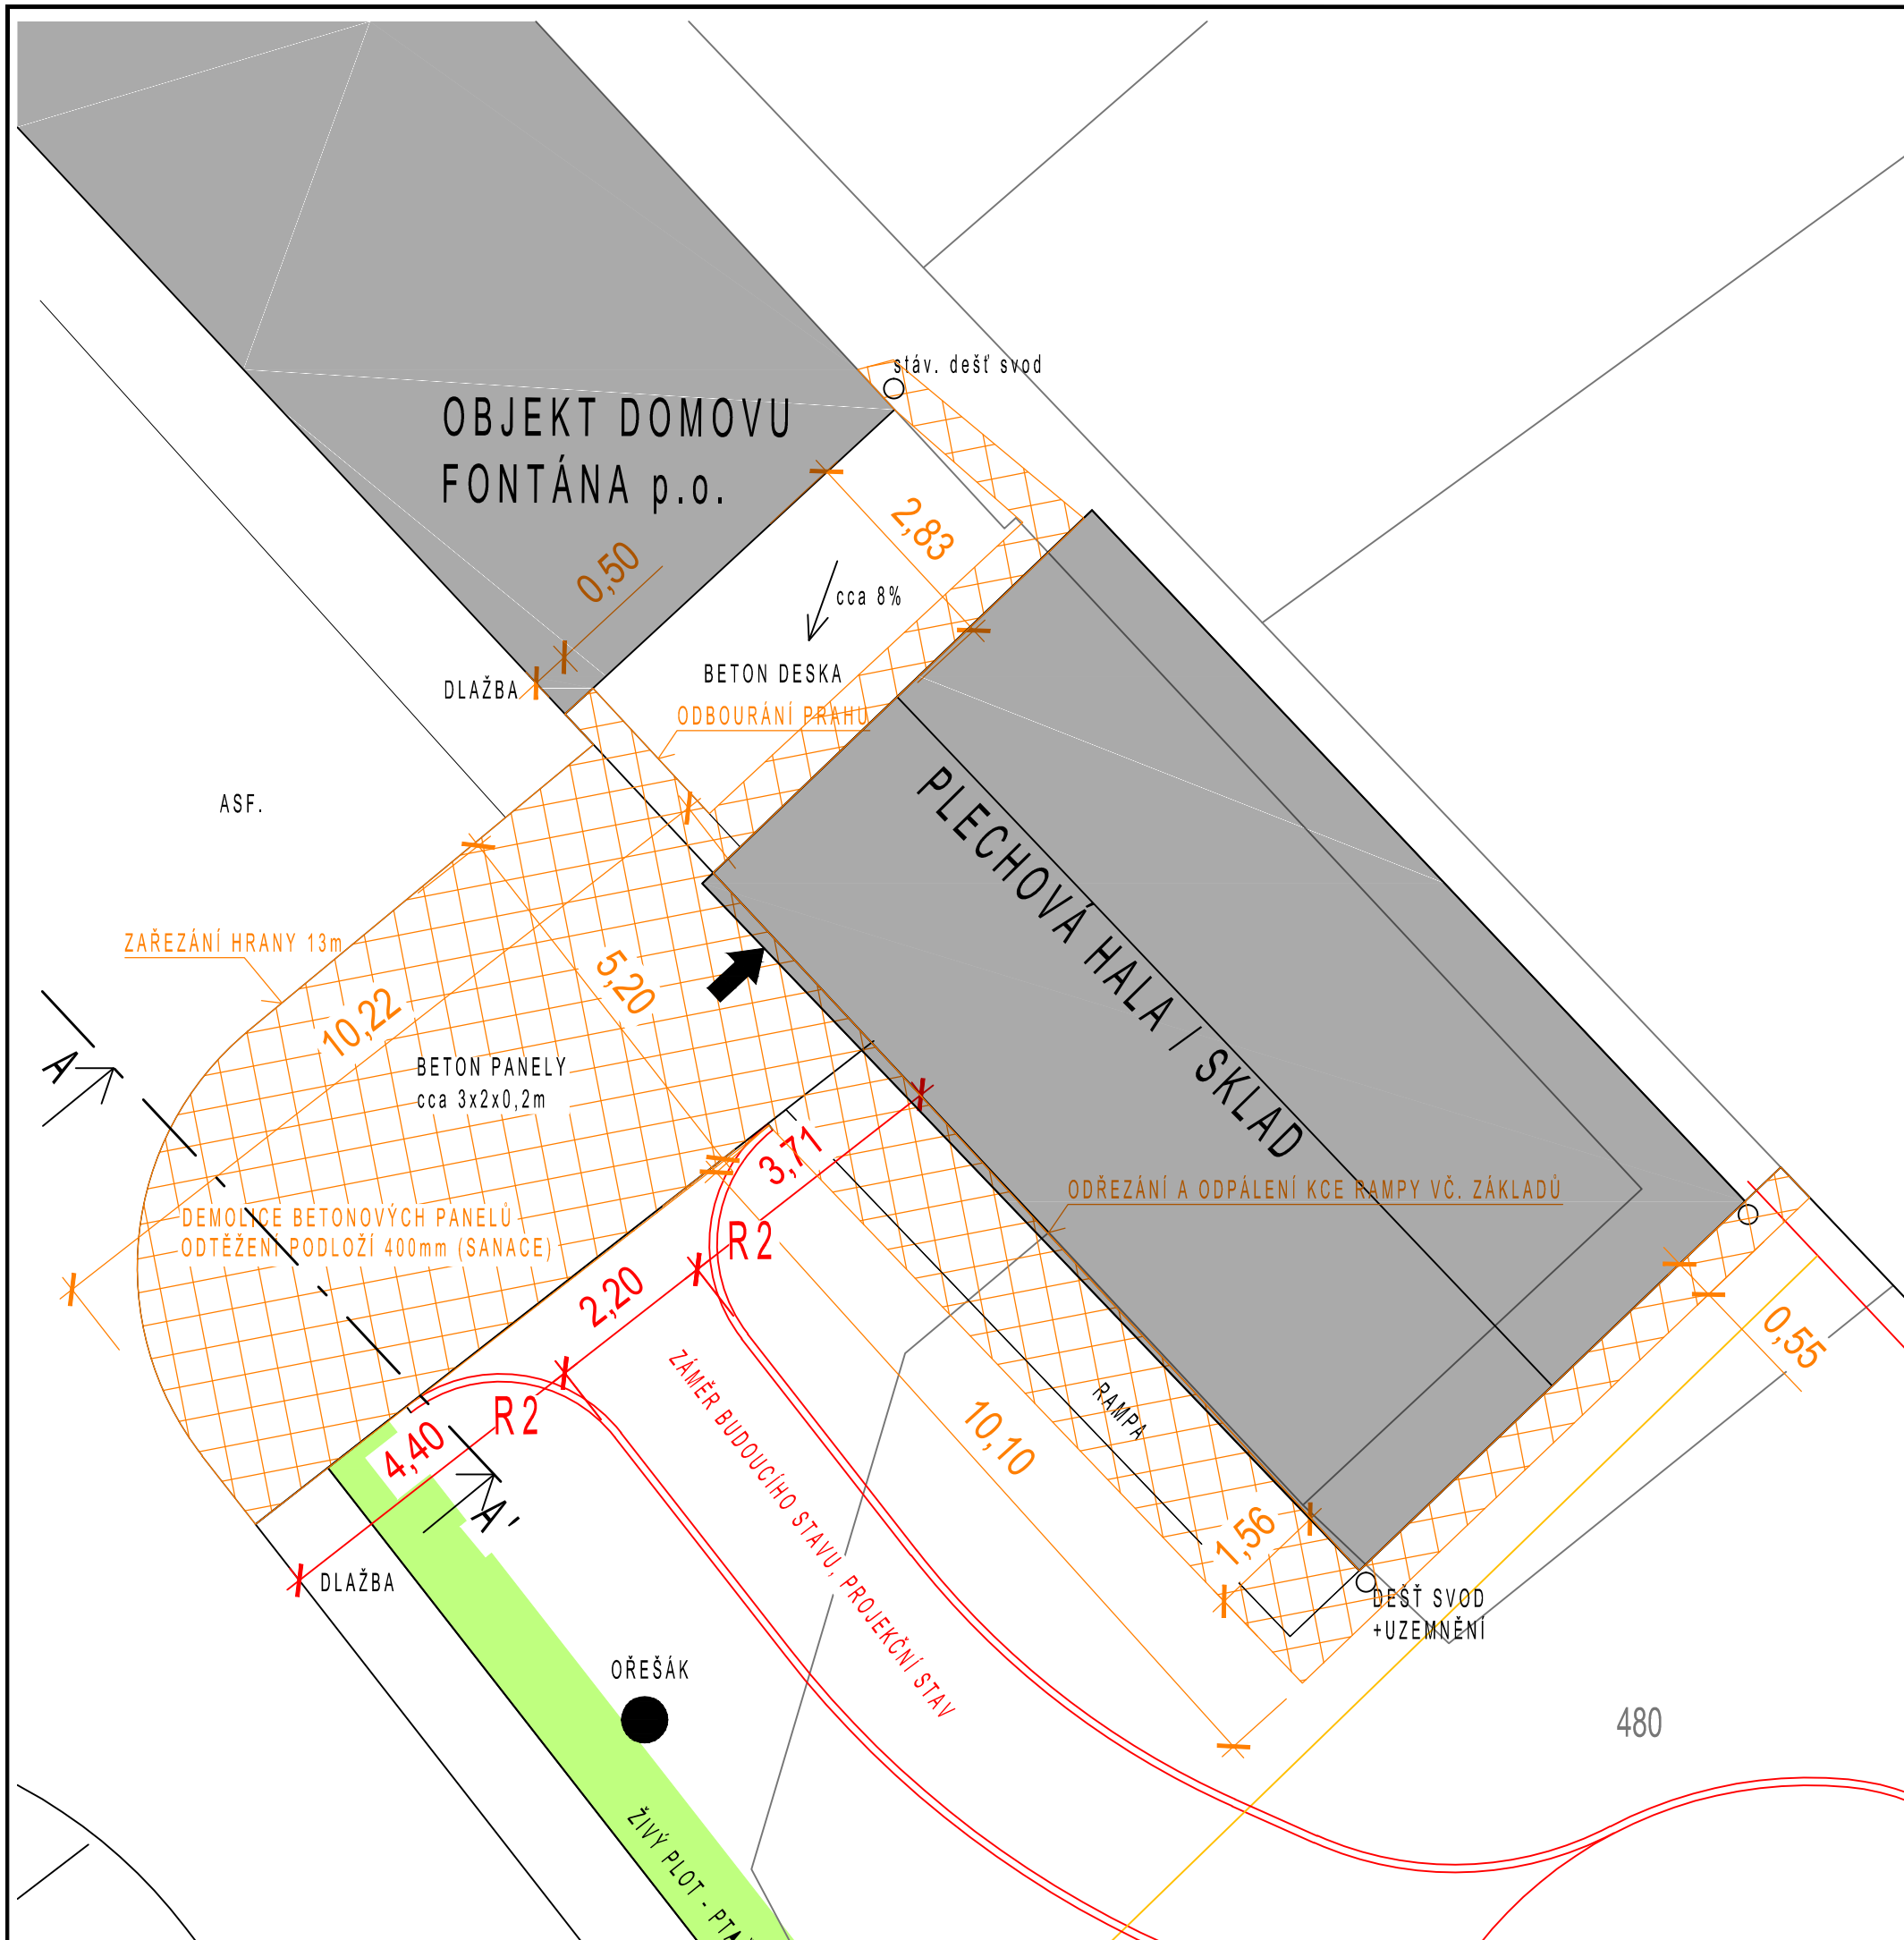 stáv. dešť svod
OBJEKT DOMOVU
FONTÁNA p.o.
2,83
0,50
cca 8%
BETON DESKA
DLAŽBA
ODBOURÁNÍ PRAHU
ASF.
PLECHOVÁ HALA / SKLAD
ZAŘEZÁNÍ HRANY 13m
5,20
10,22
A
BETON PANELY
cca 3x2x0,2m
3,71
ODŘEZÁNÍ A ODPÁLENÍ KCE RAMPY VČ. ZÁKLADŮ
DEMOLICE BETONOVÝCH PANELŮ
ODTĚŽENÍ PODLOŽÍ 400mm (SANACE)
R2
2,20
0,55
ZÁMĚR BUDOUCÍHO STAVU, PROJEKČNÍ STAV
RAMPA
R2
4,40
10,10
A'
1,56
DLAŽBA
DEŠŤ SVOD
+UZEMNĚNÍ
OŘEŠÁK
480
ŽIVÝ PLOT -